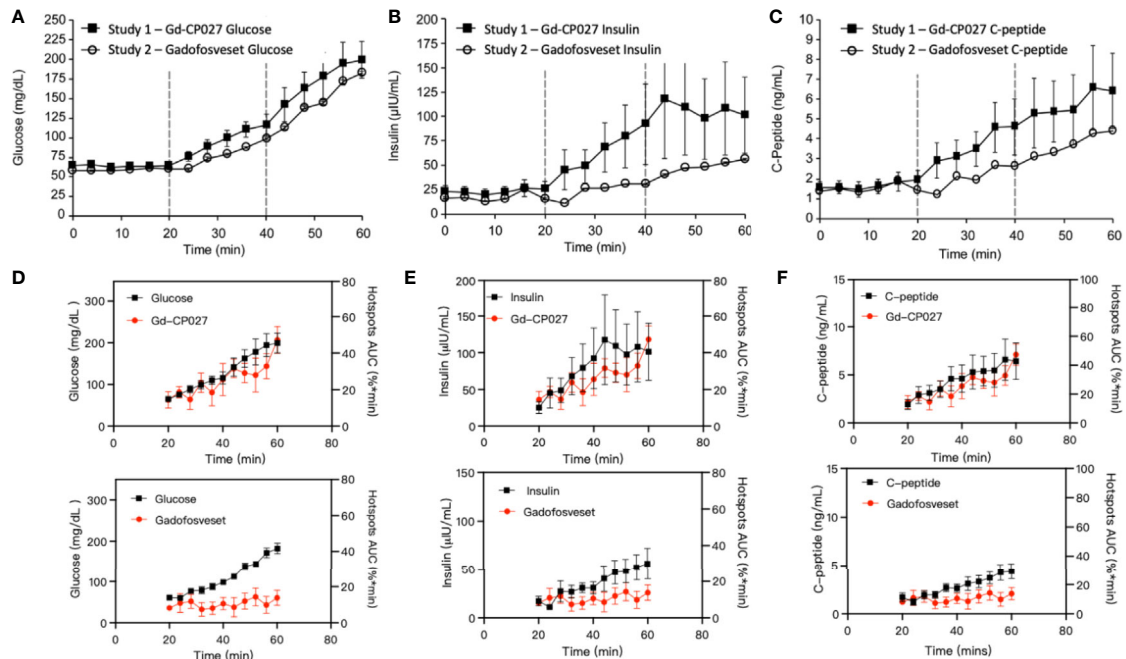 A
Study 1 – Gd-CP027 Glucose
Study 2 – Gadofosveset Glucose
Glucose (mg/dL)
250
225
200
175
150
125
100
75
50
25
0
0 10 20 30 40 50 60
Time (min)
B
Study 1 – Gd-CP027 Insulin
Study 2 – Gadofosveset Insulin
Insulin (µIU/mL)
200
175
150
125
100
75
50
25
0
0 10 20 30 40 50 60
Time (min)
C
Study 1 – Gd-CP027 C-peptide
Study 2 – Gadofosveset C-peptide
C-Peptide (ng/mL)
10
9
8
7
6
5
4
3
2
1
0
0 10 20 30 40 50 60
Time (min)
D
Glucose
Gd–CP027
Glucose (mg/dL)
300
200
100
0
Hotspots AUC (%*min)
80
60
40
20
0
0 20 40 60 80
Time (min)
Glucose
Gadofosveset
Glucose (mg/dL)
300
200
100
0
Hotspots AUC (%*min)
80
60
40
20
0
0 20 40 60 80
Time (min)
E
Insulin
Gd–CP027
Insulin (µIU/mL)
200
150
100
50
0
Hotspots AUC (%*min)
80
60
40
20
0
0 20 40 60 80
Time (min)
Insulin
Gadofosveset
Insulin (µIU/mL)
150
100
50
0
Hotspots AUC (%*min)
80
60
40
20
0
0 20 40 60 80
Time (min)
F
C–peptide
Gd–CP027
C–peptide (ng/mL)
15
10
5
0
Hotspots AUC (%*min)
100
80
60
40
20
0
0 20 40 60 80
Time (min)
C–peptide
Gadofosveset
C–peptide (ng/mL)
15
10
5
0
Hotspots AUC (%*min)
100
80
60
40
20
0
0 20 40 60 80
Time (mins)